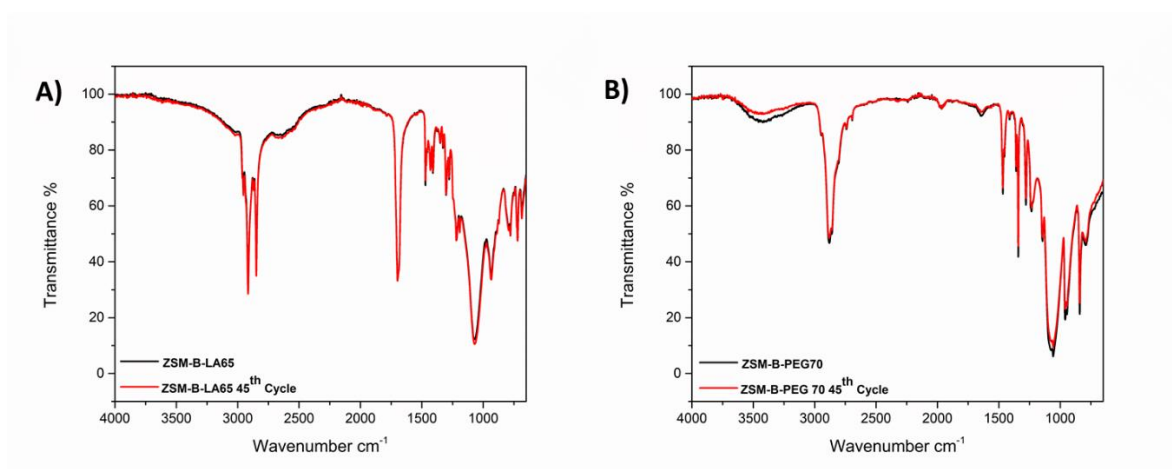 A)
Transmittance %
100
80
60
40
20
0
ZSM-B-LA65
ZSM-B-LA65 45th Cycle
4000 3500 3000 2500 2000 1500 1000
Wavenumber cm-1
B)
Transmittance %
100
80
60
40
20
0
ZSM-B-PEG70
ZSM-B-PEG 70 45th Cycle
4000 3500 3000 2500 2000 1500 1000
Wavenumber cm-1